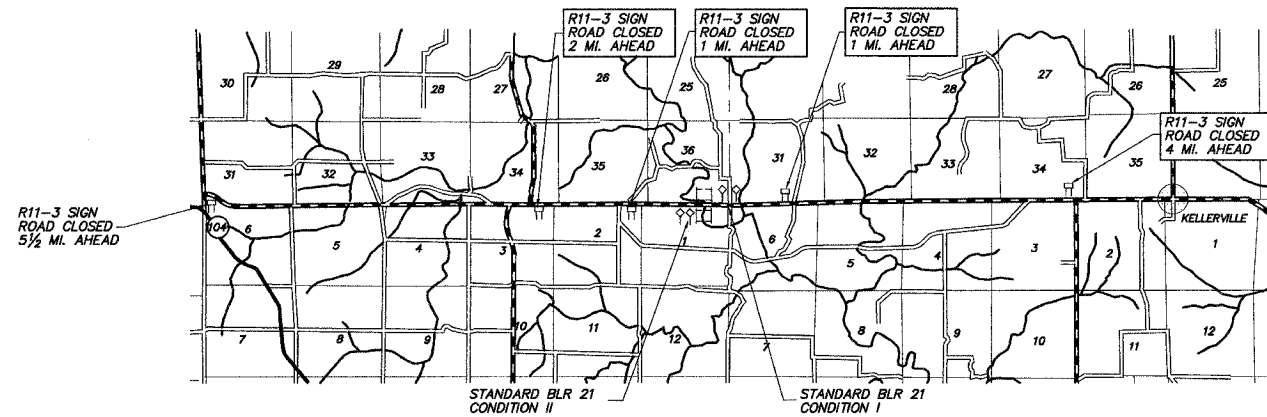 R11-3 SIGN
ROAD CLOSED
2 MI. AHEAD
R11-3 SIGN
ROAD CLOSED
1 MI. AHEAD
R11-3 SIGN
ROAD CLOSED
1 MI. AHEAD
30
29
28
27
26
25
28
27
26
25
R11-3 SIGN
ROAD CLOSED
4 MI. AHEAD
31
32
33
34
35
36
31
32
33
34
35
R11-3 SIGN
ROAD CLOSED
5½ MI. AHEAD
104
6
5
4
3
2
1
6
5
4
3
2
1
KELLERVILLE
7
8
9
10
11
12
7
8
9
10
11
12
STANDARD BLR 21
CONDITION II
STANDARD BLR 21
CONDITION I